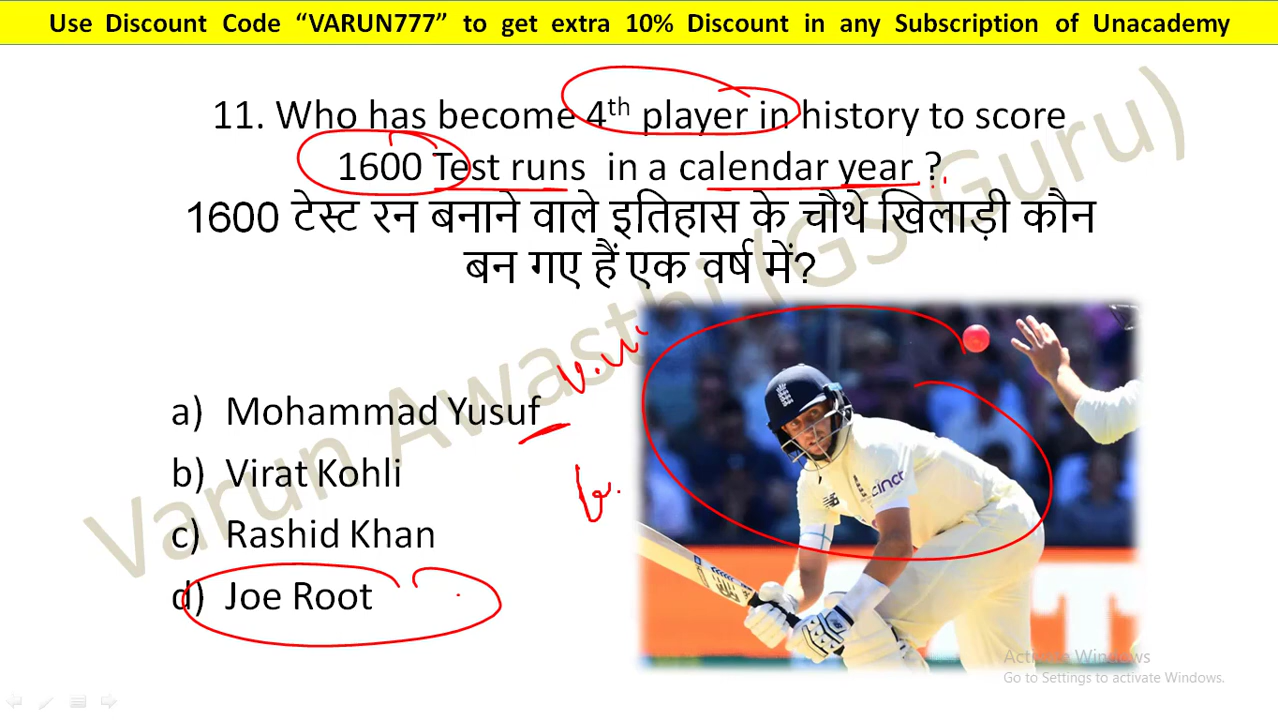 Use Discount Code “VARUN777” to get extra 10% Discount in any Subscription of Unacademy
11. Who has become 4th player in history to score
1600 Test runs in a calendar year ?
1600 टेस्ट रन बनाने वाले इतिहास के चौथे खिलाड़ी कौन
बन गए हैं एक वर्ष में?
Varun Awasthi (GS Guru)
a) Mohammad Yusuf
b) Virat Kohli
c) Rashid Khan
d) Joe Root
cinch
Activate Windows
Go to Settings to activate Windows.